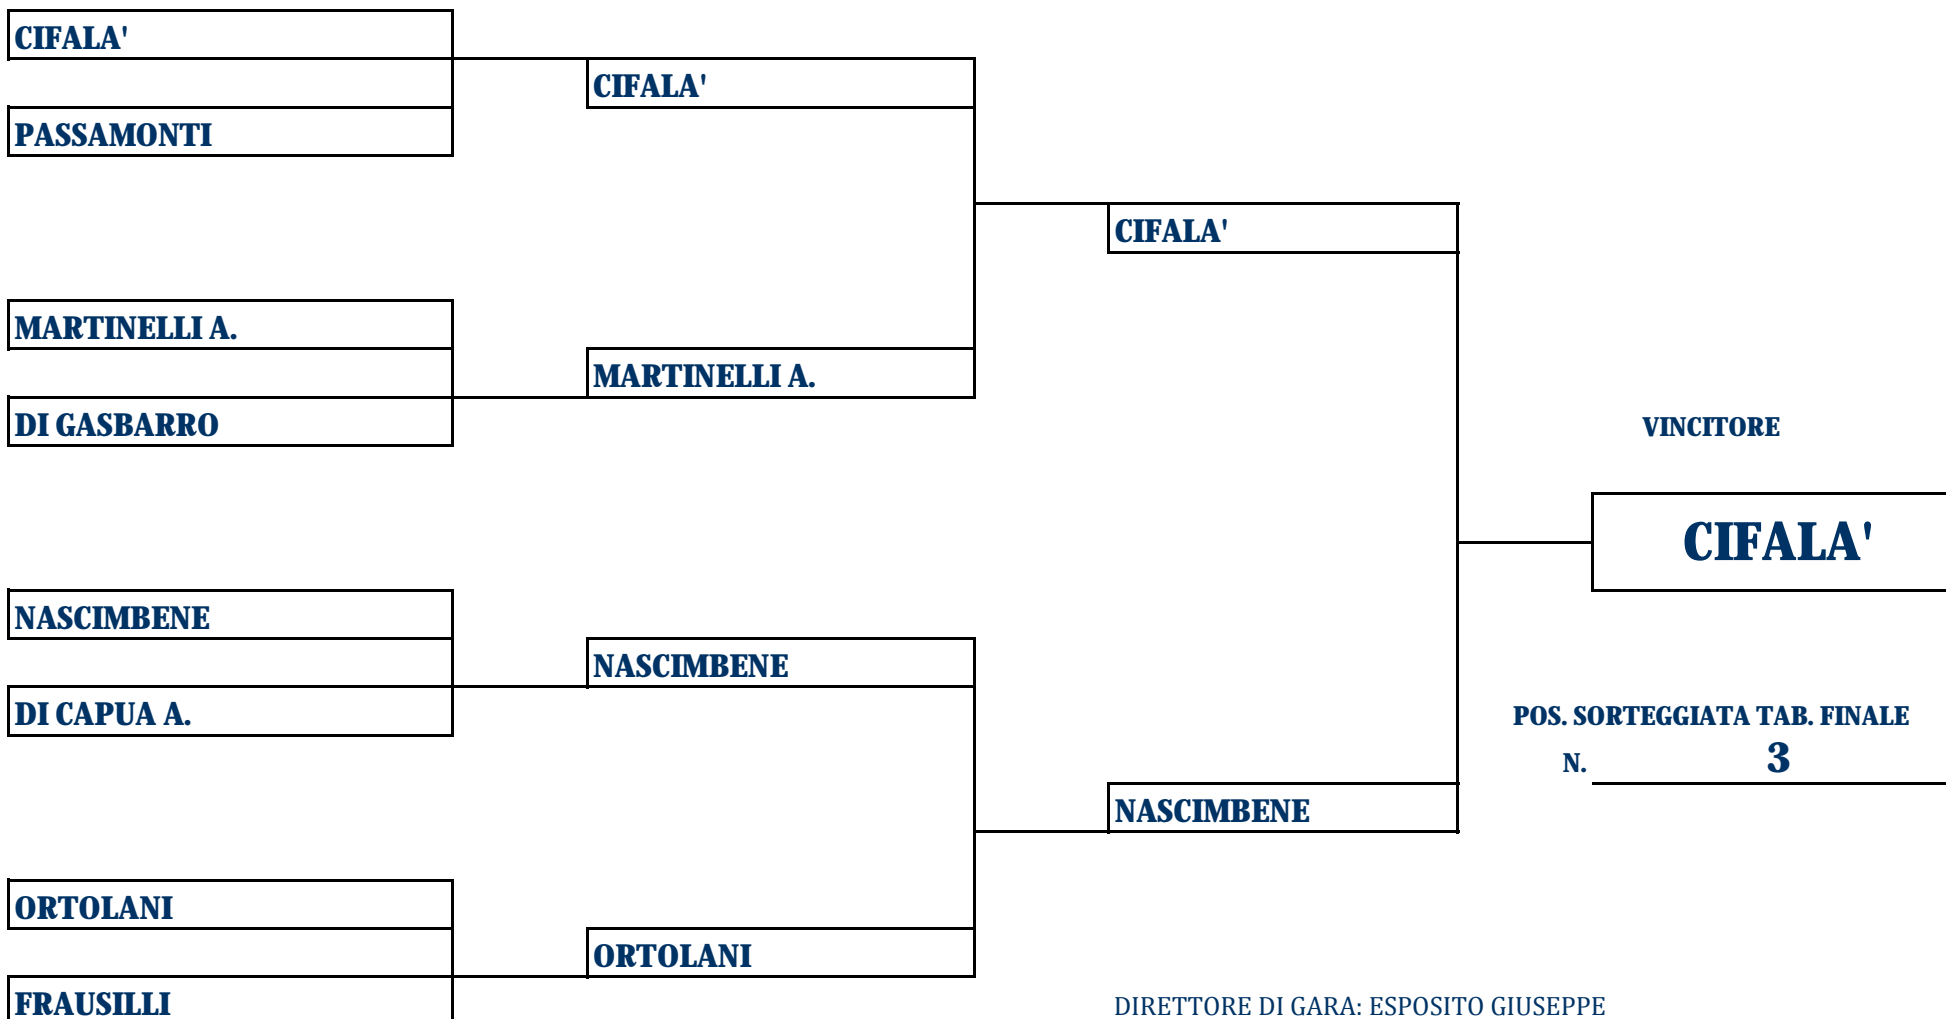 CIFALA'
CIFALA'
PASSAMONTI
CIFALA'
MARTINELLI A.
MARTINELLI A.
DI GASBARRO
VINCITORE
CIFALA'
NASCIMBENE
NASCIMBENE
DI CAPUA A.
POS. SORTEGGIATA TAB. FINALE
N. 3
NASCIMBENE
ORTOLANI
ORTOLANI
FRAUSILLI
DIRETTORE DI GARA: ESPOSITO GIUSEPPE